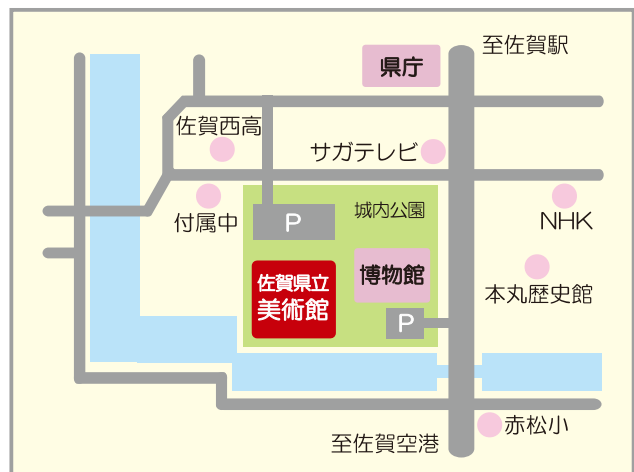 至佐賀駅
県庁
佐賀西高
サガテレビ
付属中
P
城内公園
NHK
佐賀県立
美術館
博物館
本丸歴史館
P
赤松小
至佐賀空港